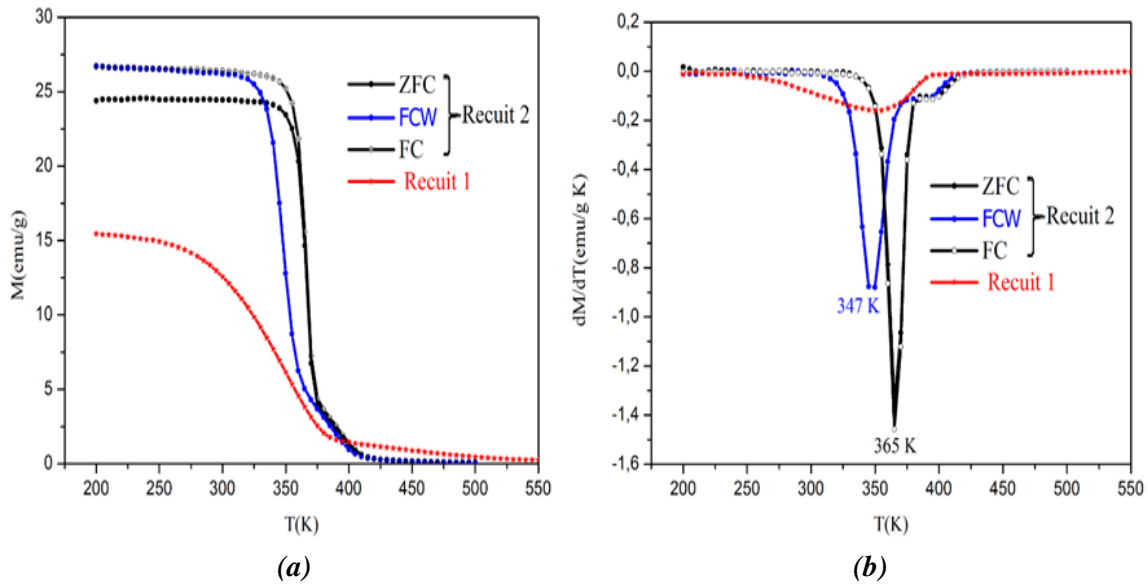 30
25
20
15
10
5
0
M(emu/g)
200 250 300 350 400 450 500 550
T(K)
ZFC
FCW
FC
Recuit 2
Recuit 1
(a)
0,2
0,0
-0,2
-0,4
-0,6
-0,8
-1,0
-1,2
-1,4
-1,6
dM/dT(emu/g K)
200 250 300 350 400 450 500 550
T(K)
ZFC
FCW
FC
Recuit 2
Recuit 1
347 K
365 K
(b)